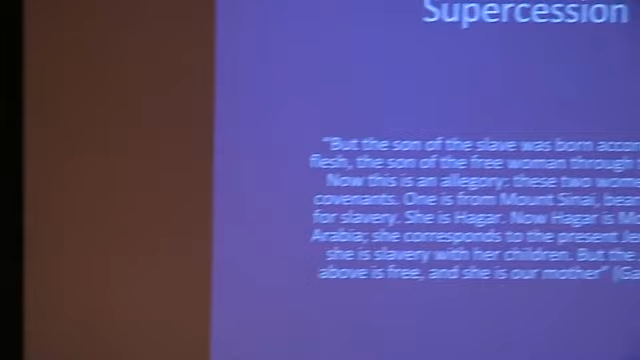 Supercession
"But the son of the slave was born accor
flesh, the son of the free woman through
Now this is an allegory: these two wom
covenants. One is from Mount Sinai, bea
for slavery. She is Hagar. Now Hagar is Mo
Arabia; she corresponds to the present Je
she is slavery with her children. But the
above is free, and she is our mother" (Ga